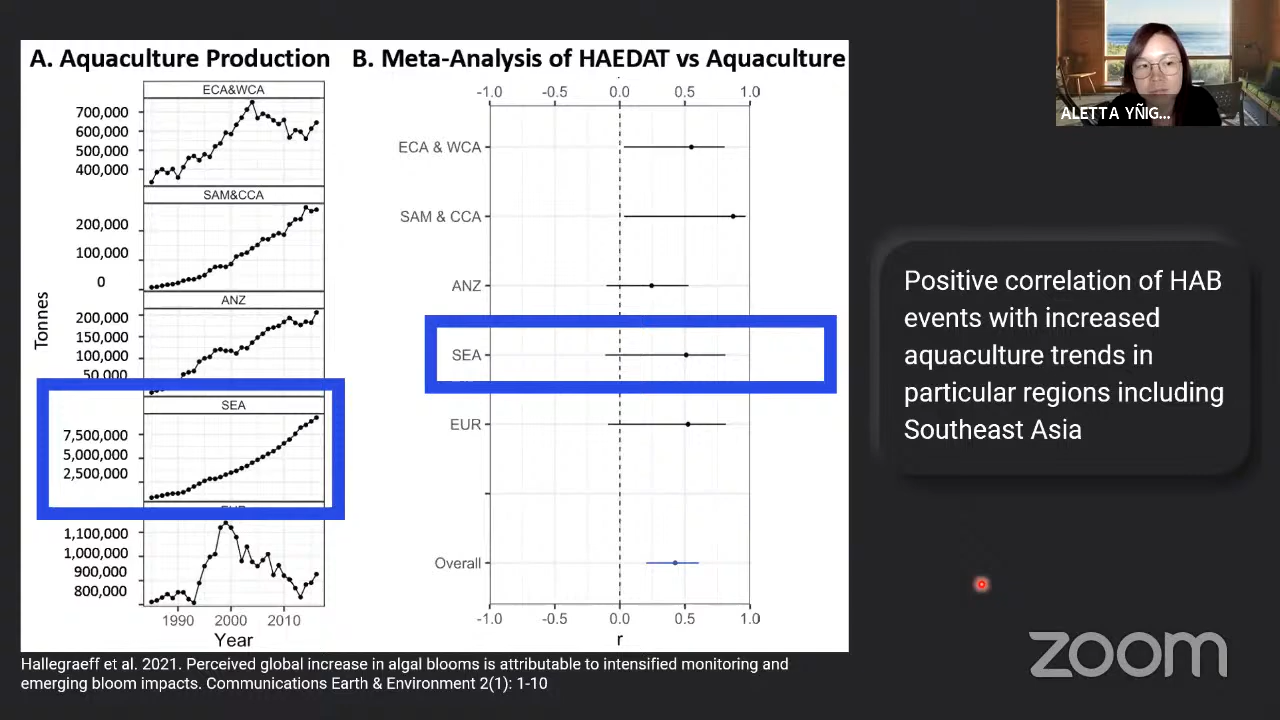 A. Aquaculture Production
B. Meta-Analysis of HAEDAT vs Aquaculture
ALETTA YÑIG...
Tonnes
ECA&WCA
700,000
600,000
500,000
400,000
SAM&CCA
200,000
100,000
0
ANZ
200,000
150,000
100,000
50,000
SEA
7,500,000
5,000,000
2,500,000
1,100,000
1,000,000
900,000
800,000
1990 2000 2010
Year
-1.0 -0.5 0.0 0.5 1.0
ECA & WCA
SAM & CCA
ANZ
SEA
EUR
Overall
-1.0 -0.5 0.0 0.5 1.0
r
Positive correlation of HAB
events with increased
aquaculture trends in
particular regions including
Southeast Asia
Hallegraeff et al. 2021. Perceived global increase in algal blooms is attributable to intensified monitoring and
emerging bloom impacts. Communications Earth & Environment 2(1): 1-10
zoom